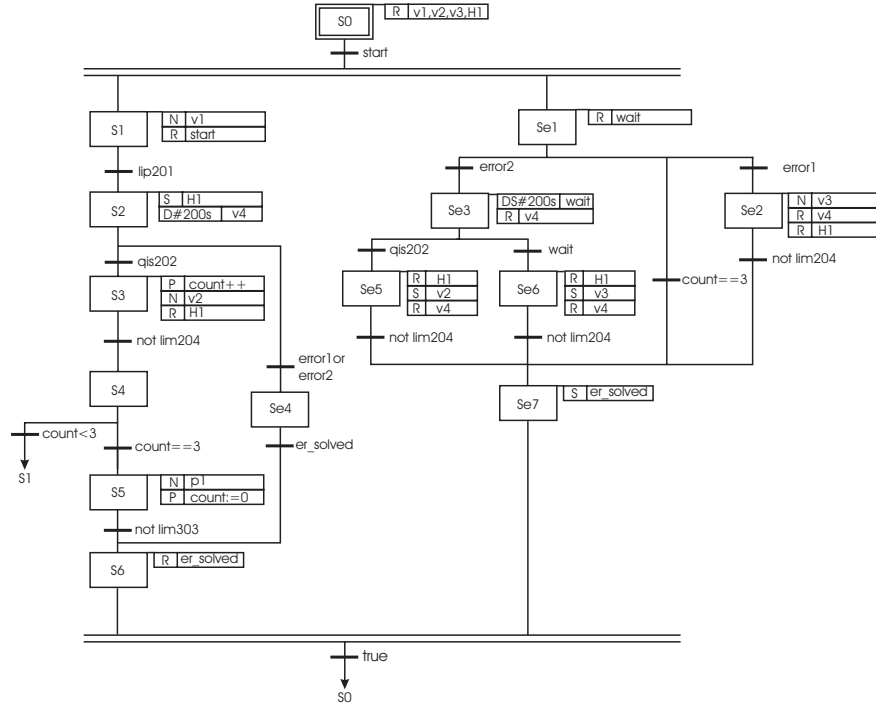 S0
R v1,v2,v3,H1
start
S1
N v1
R start
Se1
R wait
lip201
error2
error1
S2
S H1
D#200s v4
Se3
DS#200s wait
R v4
Se2
N v3
R v4
R H1
qis202
qis202
wait
not lim204
S3
P count++
N v2
R H1
Se5
R H1
S v2
R v4
Se6
R H1
S v3
R v4
count==3
not lim204
not lim204
not lim204
error1or
error2
S4
Se4
Se7
S er_solved
count<3
count==3
er_solved
S1
S5
N p1
P count:=0
not lim303
S6
R er_solved
true
S0